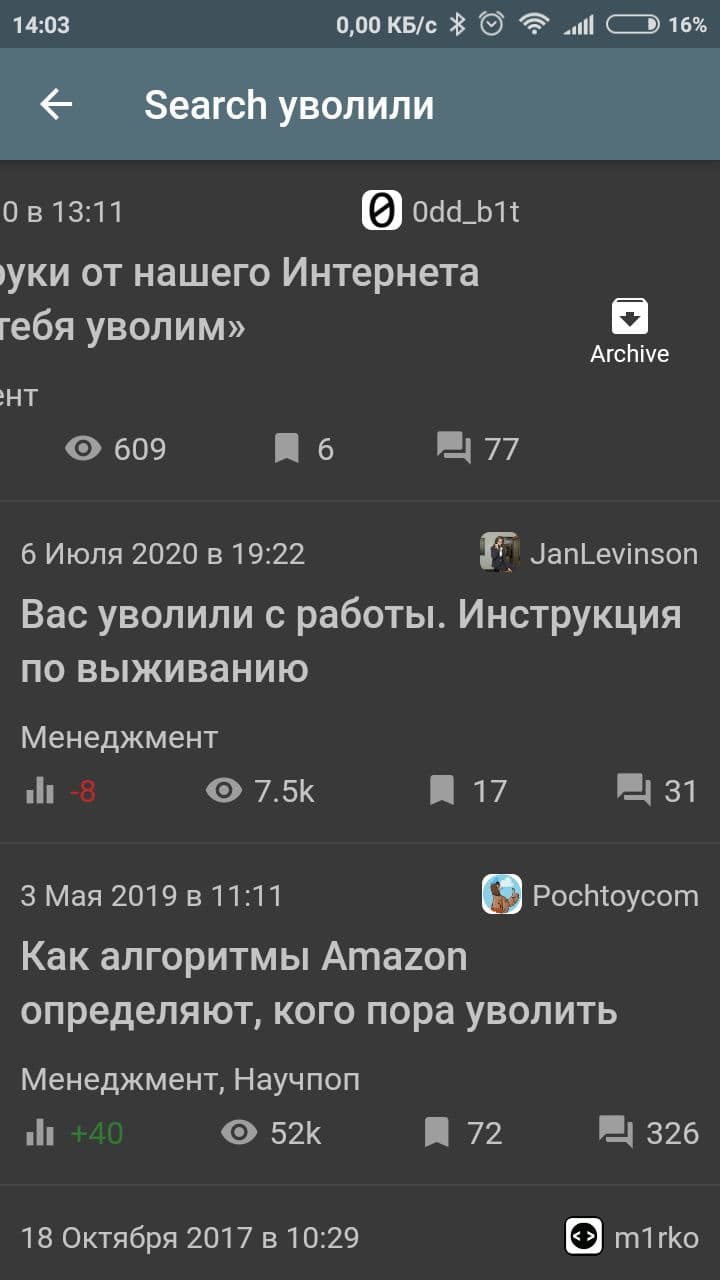 14:03 0,00 КБ/с 16%
Search уволили
0 в 13:11 0dd_b1t
руки от нашего Интернета
тебя уволим»
Archive
ент
609 6 77
6 Июля 2020 в 19:22 JanLevinson
Вас уволили с работы. Инструкция
по выживанию
Менеджмент
-8 7.5k 17 31
3 Мая 2019 в 11:11 Pochtoycom
Как алгоритмы Amazon
определяют, кого пора уволить
Менеджмент, Научпоп
+40 52k 72 326
18 Октября 2017 в 10:29 m1rko